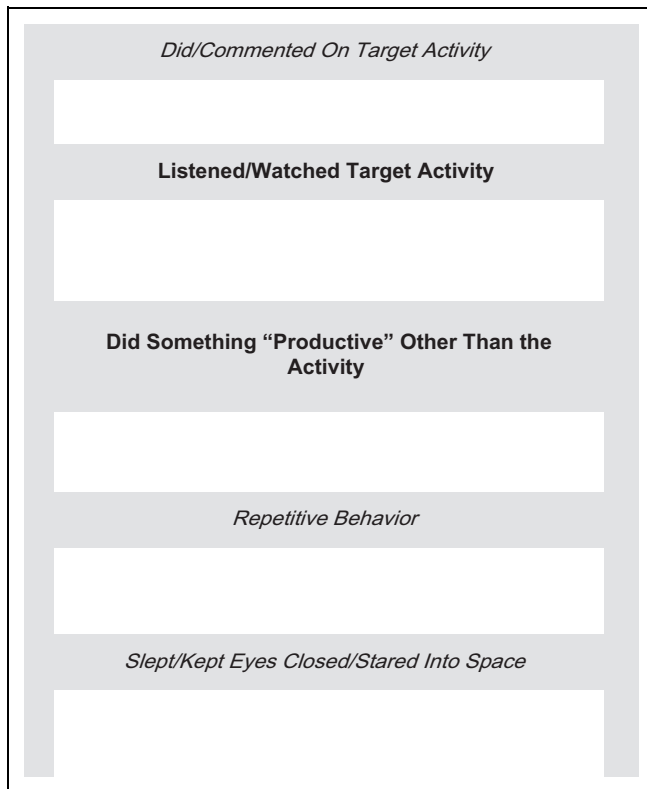 Did/Commented On Target Activity
Listened/Watched Target Activity
Did Something “Productive” Other Than the
Activity
Repetitive Behavior
Slept/Kept Eyes Closed/Stared Into Space